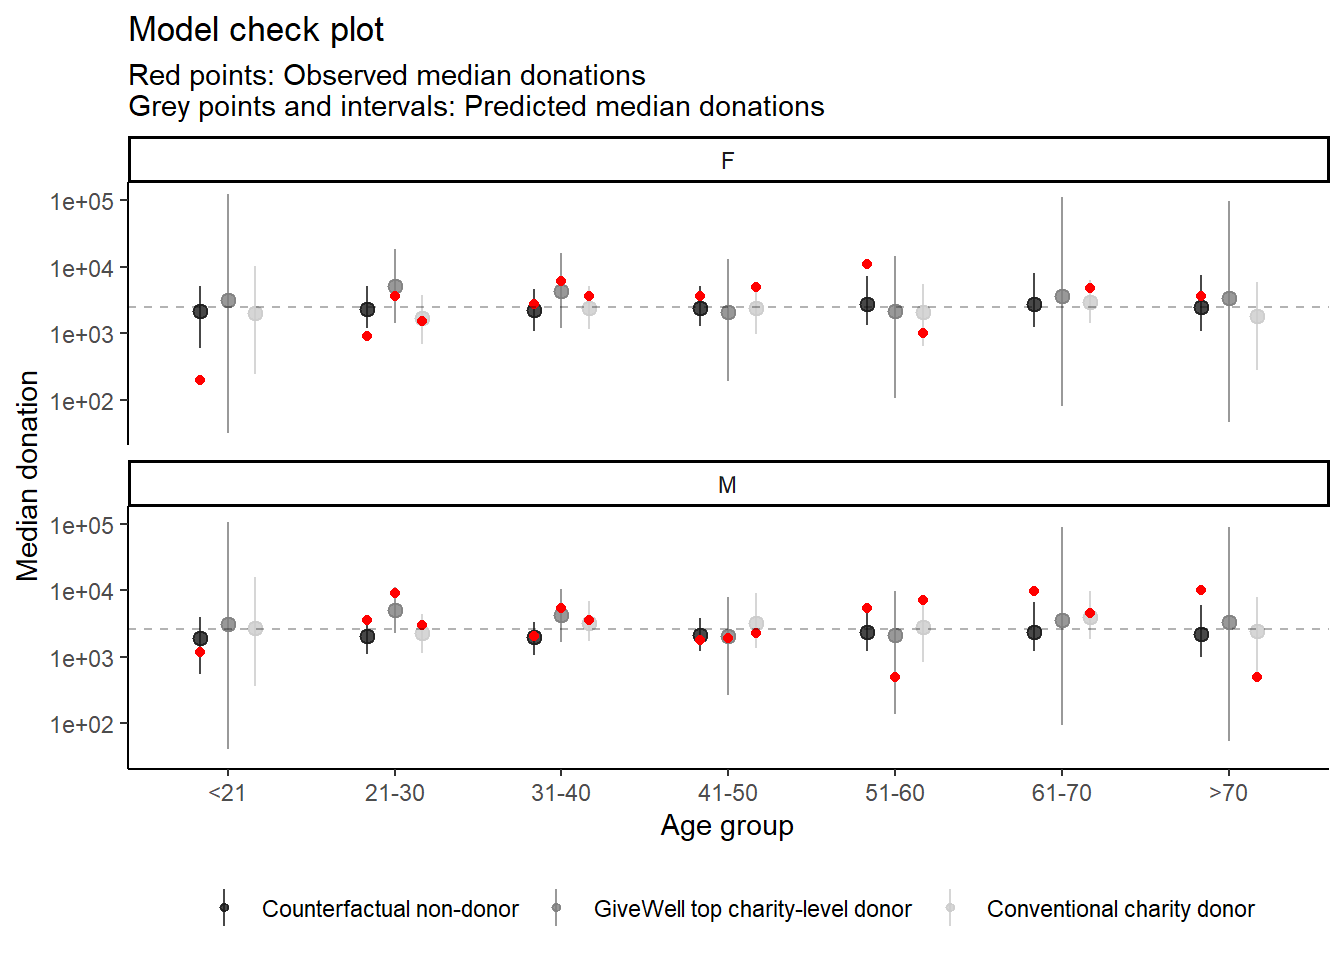 Model check plot
Red points: Observed median donations
Grey points and intervals: Predicted median donations
F
1e+05
1e+04
1e+03
1e+02
Median donation
M
1e+05
1e+04
1e+03
1e+02
<21 21-30 31-40 41-50 51-60 61-70 >70
Age group
Counterfactual non-donor GiveWell top charity-level donor Conventional charity donor